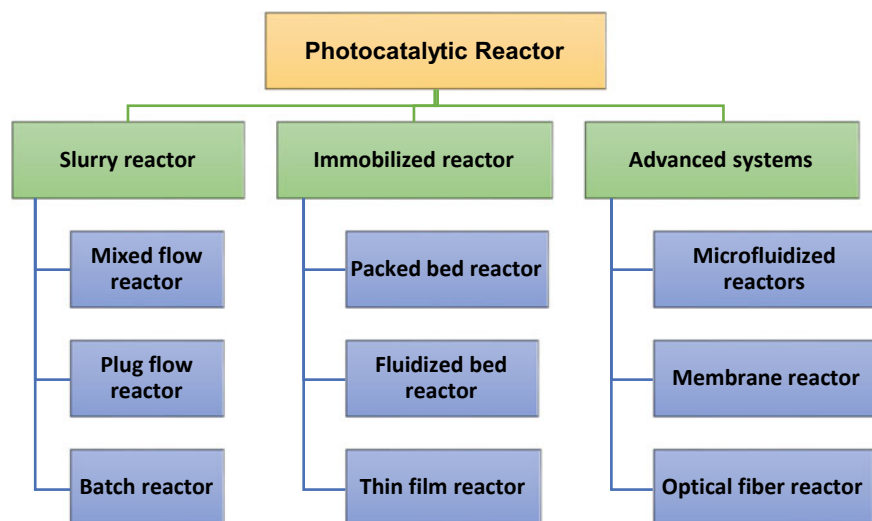 Photocatalytic Reactor
Slurry reactor
Mixed flow
reactor
Plug flow
reactor
Batch reactor
Immobilized reactor
Packed bed reactor
Fluidized bed
reactor
Thin film reactor
Advanced systems
Microfluidized
reactors
Membrane reactor
Optical fiber reactor